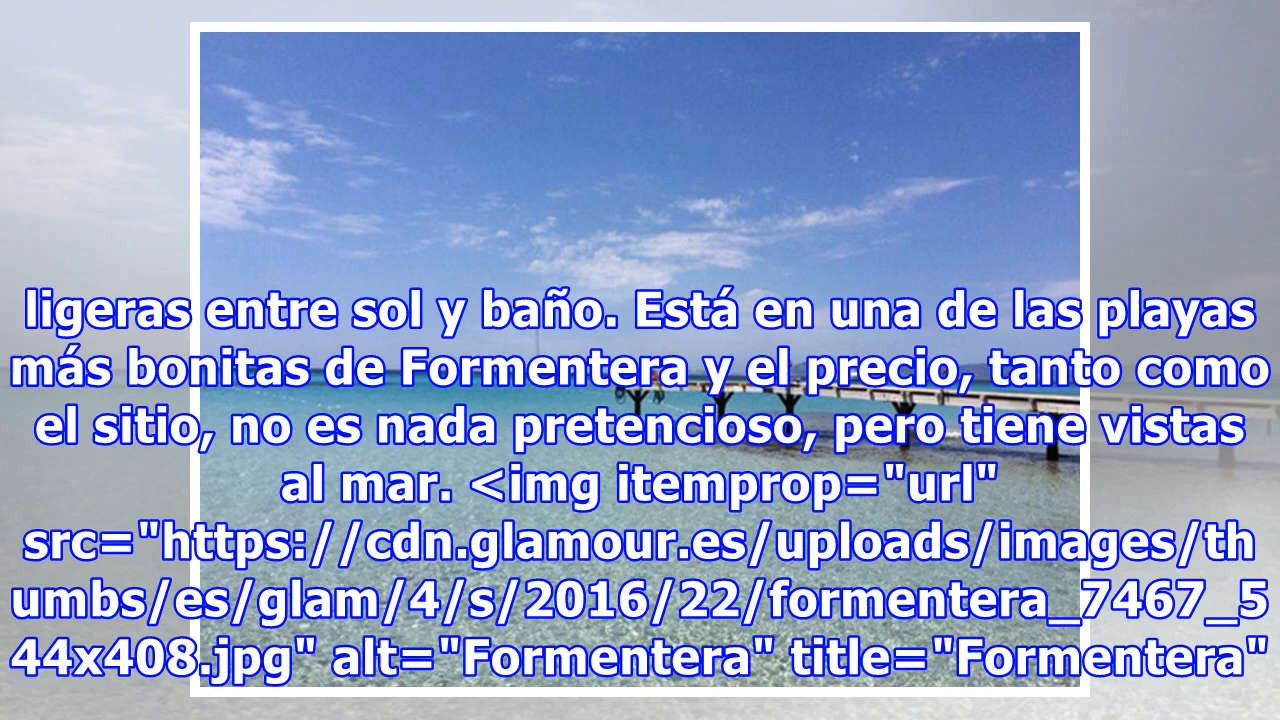 ligeras entre sol y baño. Está en una de las playas
más bonitas de Formentera y el precio, tanto como
el sitio, no es nada pretencioso, pero tiene vistas
al mar. <img itemprop="url"
src="https://cdn.glamour.es/uploads/images/th
umbs/es/glam/4/s/2016/22/formentera_7467_5
44x408.jpg" alt="Formentera" title="Formentera"